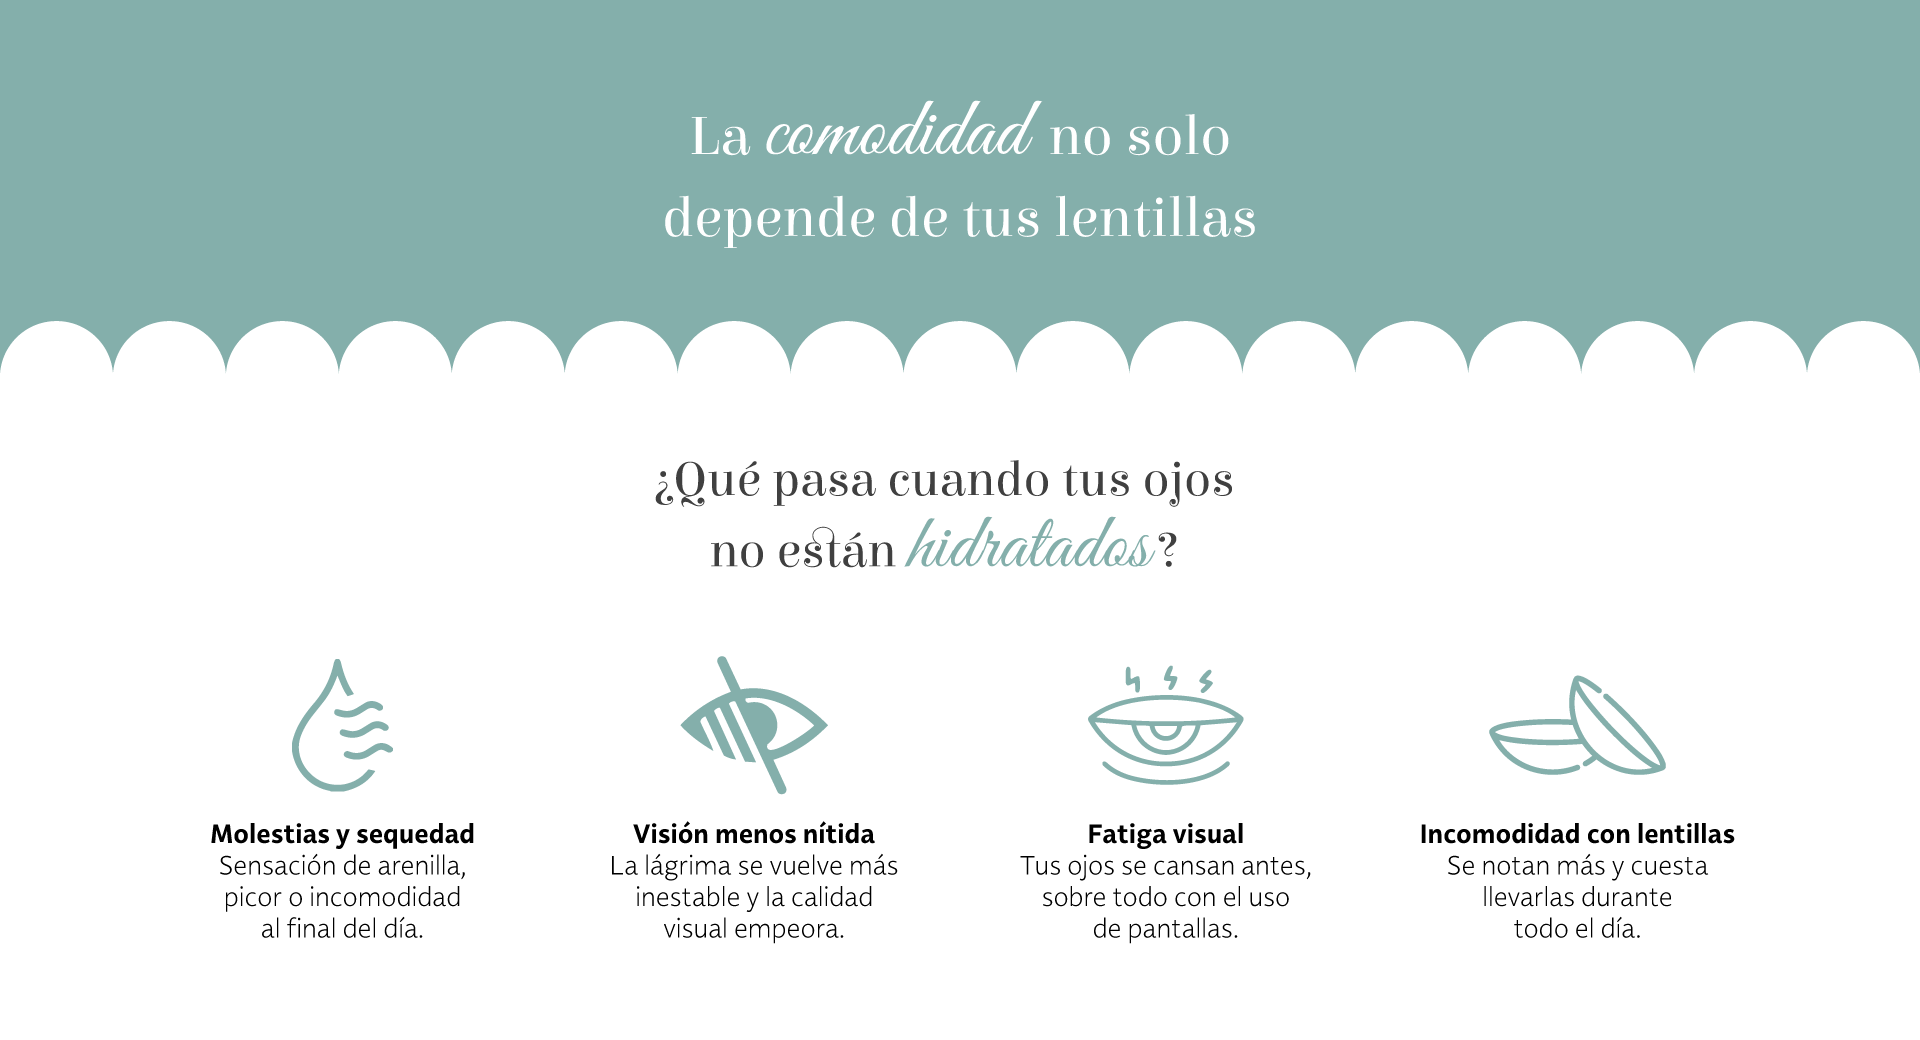 La comodidad no solo
depende de tus lentillas
¿Qué pasa cuando tus ojos
no están hidratados?
Molestias y sequedad
Sensación de arenilla,
picor o incomodidad
al final del día.
Visión menos nítida
La lágrima se vuelve más
inestable y la calidad
visual empeora.
Fatiga visual
Tus ojos se cansan antes,
sobre todo con el uso
de pantallas.
Incomodidad con lentillas
Se notan más y cuesta
llevarlas durante
todo el día.